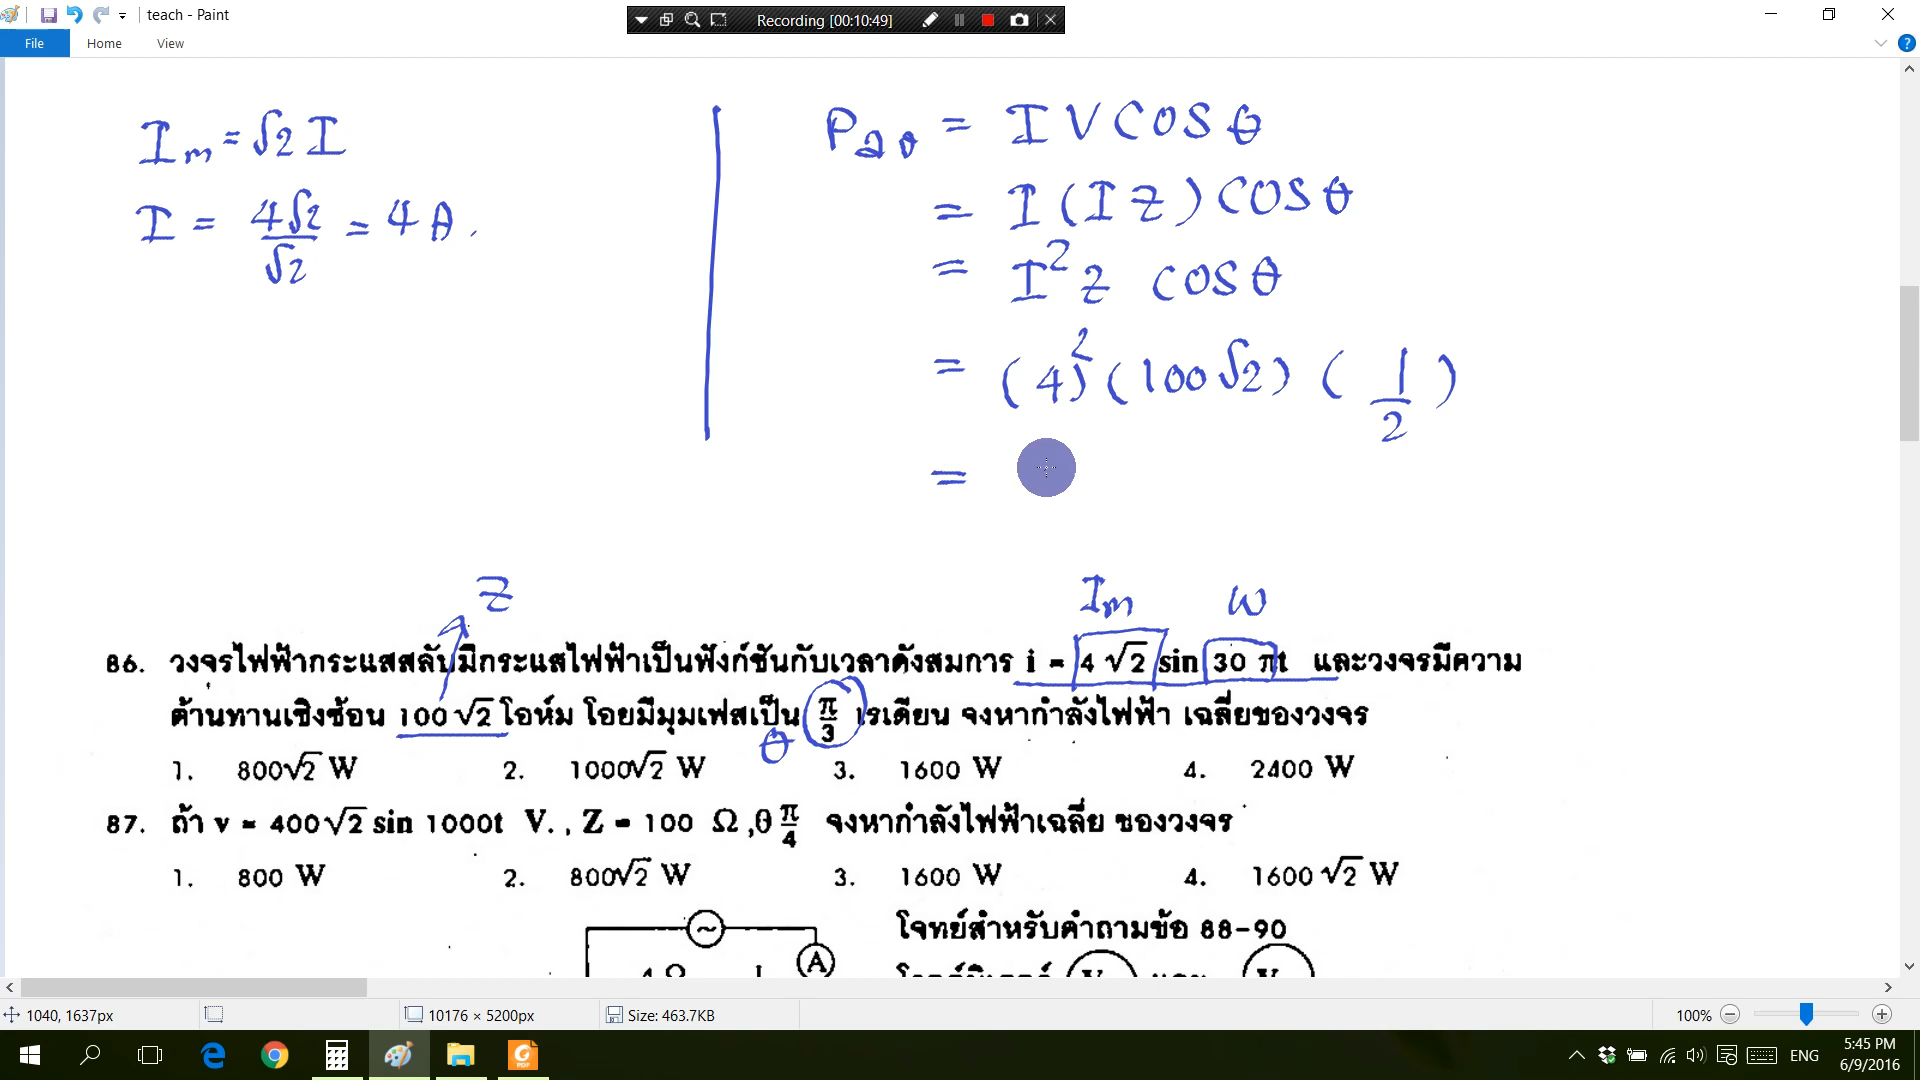 teach - Paint
Recording [00:10:49]
File Home View
Im = √2 I
I = 4√2/√2 = 4 A.
Pav = I V COS θ
= I ( I Z ) COS θ
= I² Z COS θ
= (4)² (100√2) (1/2)
=
Z
Im ω
86. วงจรไฟฟ้ากระแสสลับมีกระแสไฟฟ้าเป็นฟังก์ชันกับเวลาดังสมการ i = 4 √2 sin 30 πt และวงจรมีความ
ต้านทานเชิงซ้อน 100 √2 โอห์ม โอยมีมุมเฟสเป็น π/3 เรเดียน จงหากำลังไฟฟ้า เฉลี่ยของวงจร
θ
1. 800√2 W 2. 1000√2 W 3. 1600 W 4. 2400 W
87. ถ้า v = 400√2 sin 1000t V. , Z = 100 Ω ,θ π/4 จงหากำลังไฟฟ้าเฉลี่ย ของวงจร
1. 800 W 2. 800√2 W 3. 1600 W 4. 1600 √2 W
โจทย์สำหรับคำถามข้อ 88-90
A
1040, 1637px 10176 × 5200px Size: 463.7KB 100%
ENG 5:45 PM
6/9/2016